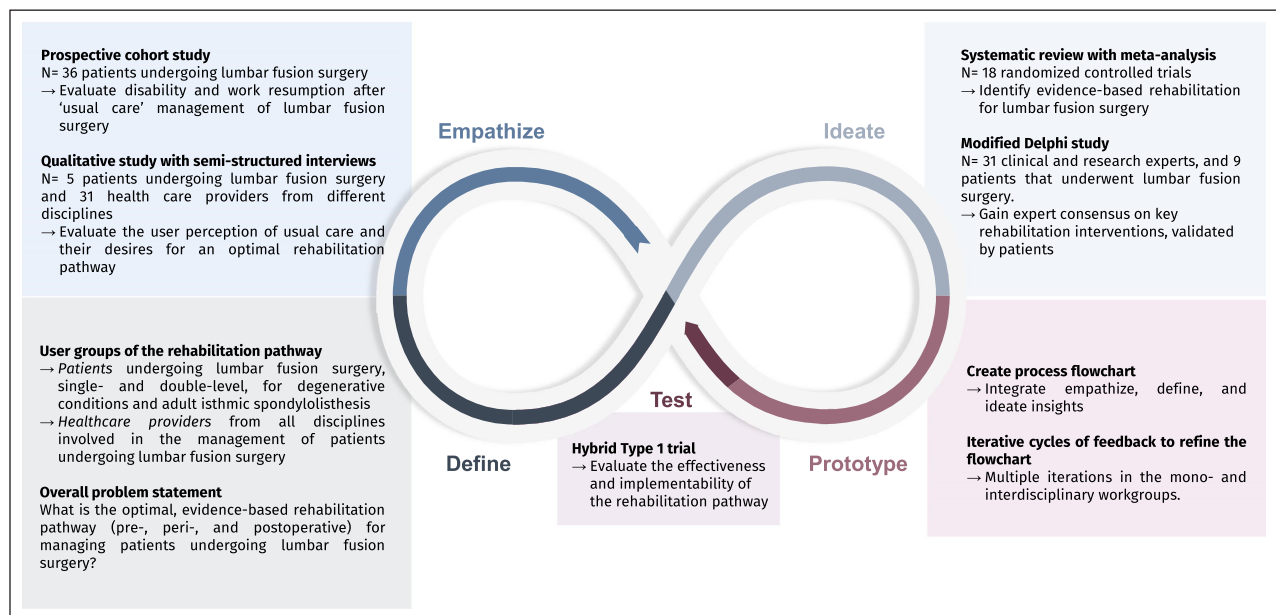 Prospective cohort study
N= 36 patients undergoing lumbar fusion surgery
→ Evaluate disability and work resumption after
‘usual care’ management of lumbar fusion
surgery
Qualitative study with semi-structured interviews
N= 5 patients undergoing lumbar fusion surgery
and 31 health care providers from different
disciplines
→ Evaluate the user perception of usual care and
their desires for an optimal rehabilitation
pathway
Empathize
Ideate
Systematic review with meta-analysis
N= 18 randomized controlled trials
→ Identify evidence-based rehabilitation
for lumbar fusion surgery
Modified Delphi study
N= 31 clinical and research experts, and 9
patients that underwent lumbar fusion
surgery.
→ Gain expert consensus on key
rehabilitation interventions, validated
by patients
User groups of the rehabilitation pathway
→ Patients undergoing lumbar fusion surgery,
single- and double-level, for degenerative
conditions and adult isthmic spondylolisthesis
→ Healthcare providers from all disciplines
involved in the management of patients
undergoing lumbar fusion surgery
Overall problem statement
What is the optimal, evidence-based rehabilitation
pathway (pre-, peri-, and postoperative) for
managing patients undergoing lumbar fusion
surgery?
Define
Test
Hybrid Type 1 trial
→ Evaluate the effectiveness
and implementability of
the rehabilitation pathway
Prototype
Create process flowchart
→ Integrate empathize, define, and
ideate insights
Iterative cycles of feedback to refine the
flowchart
→ Multiple iterations in the mono- and
interdisciplinary workgroups.